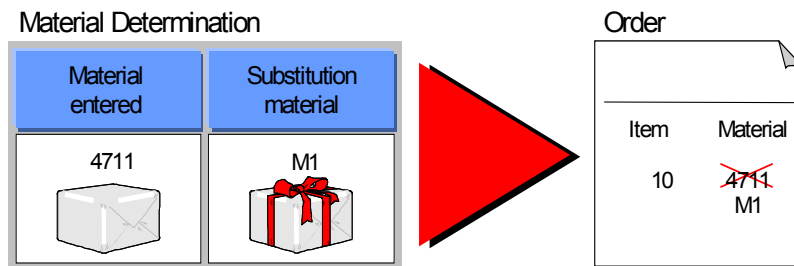 Material Determination
Material
entered
Substitution
material
4711
M1
Order
Item Material
10 4711
M1